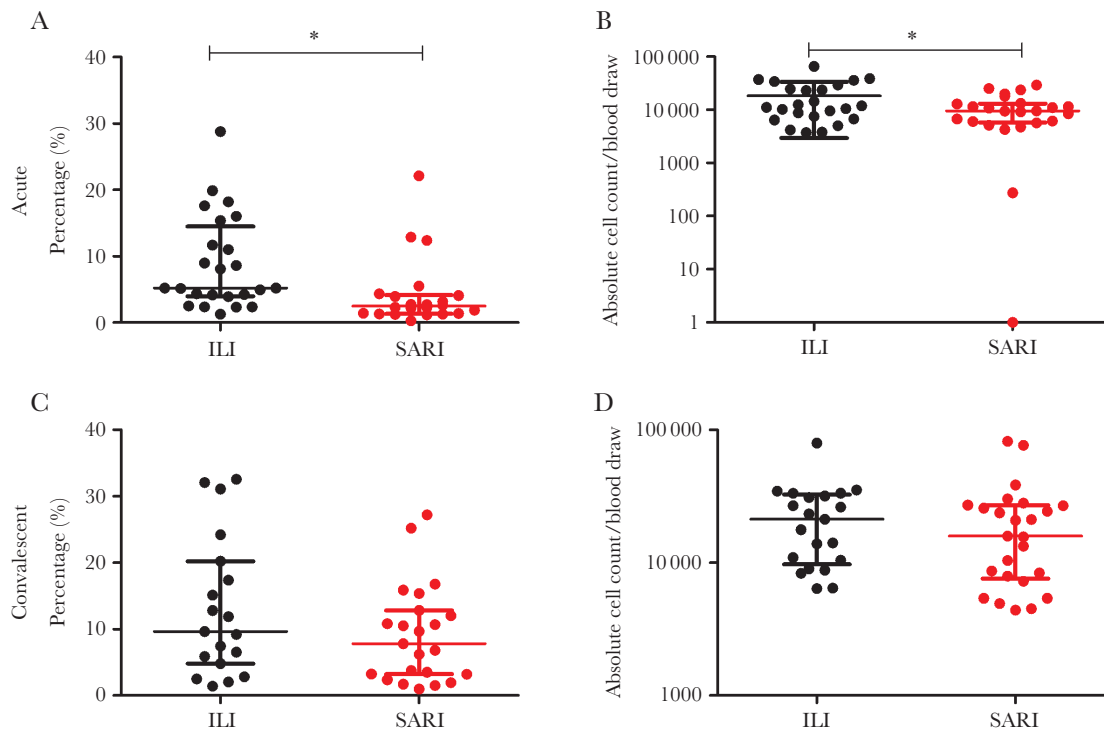 A
*
Acute
Percentage (%)
40
30
20
10
0
ILI
SARI
B
*
Absolute cell count/blood draw
100 000
10 000
1000
100
10
1
ILI
SARI
C
Convalescent
Percentage (%)
40
30
20
10
0
ILI
SARI
D
Absolute cell count/blood draw
100 000
10 000
1000
ILI
SARI